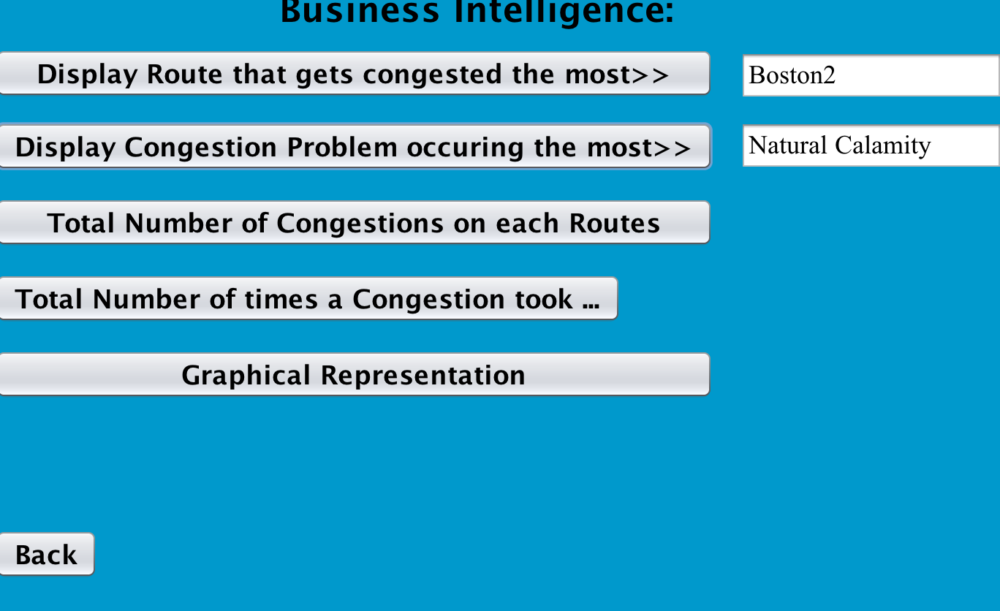 Business Intelligence:
Display Route that gets congested the most>>
Boston2
Display Congestion Problem occuring the most>>
Natural Calamity
Total Number of Congestions on each Routes
Total Number of times a Congestion took ...
Graphical Representation
Back